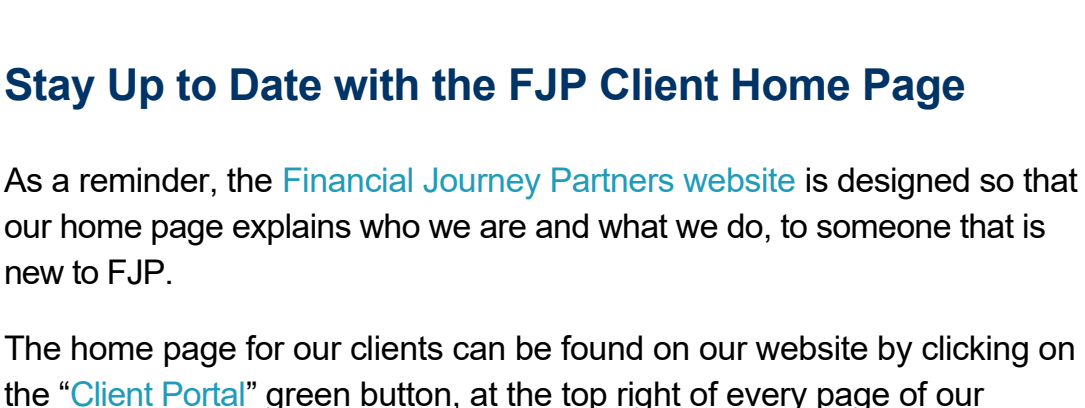 Stay Up to Date with the FJP Client Home Page
As a reminder, the Financial Journey Partners website is designed so that
our home page explains who we are and what we do, to someone that is
new to FJP.
The home page for our clients can be found on our website by clicking on
the “Client Portal” green button, at the top right of every page of our